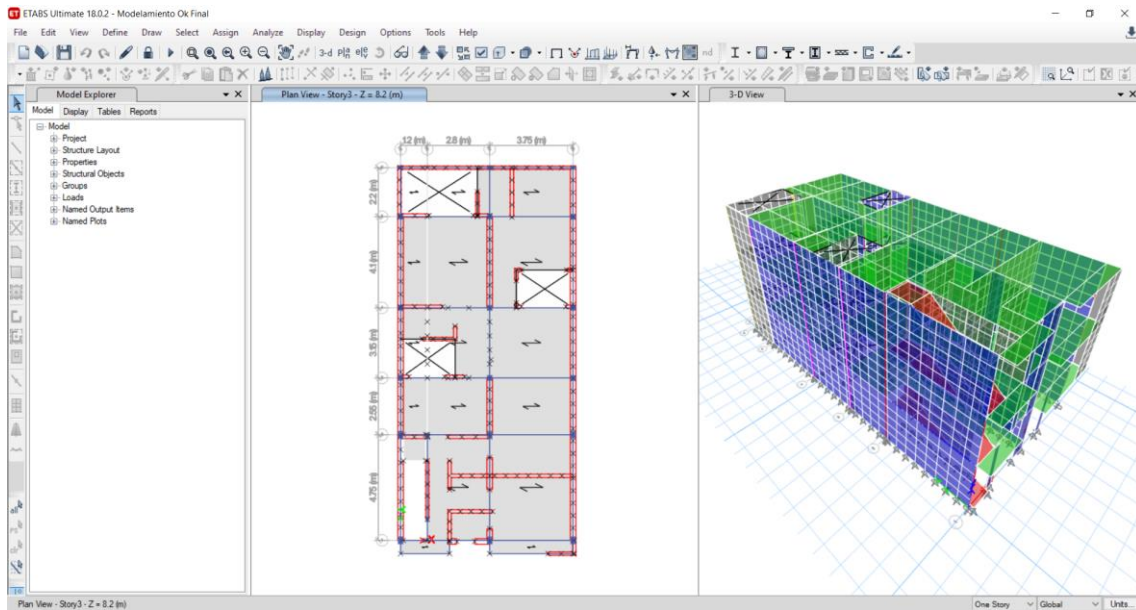 ETABS Ultimate 18.0.2 - Modelamiento Ok Final
File Edit View Define Draw Select Assign Analyze Display Design Options Tools Help
3-d
nd
Model Explorer
Model Display Tables Reports
Model
Project
Structure Layout
Properties
Structural Objects
Groups
Loads
Named Output Items
Named Plots
Plan View - Story3 - Z = 8.2 (m)
2.8 (m) 3.75 (m)
2.2 (m)
4.1 (m)
3.15 (m)
2.55 (m)
4.75 (m)
3-D View
Plan View - Story3 - Z = 8.2 (m)
One Story Global Units...